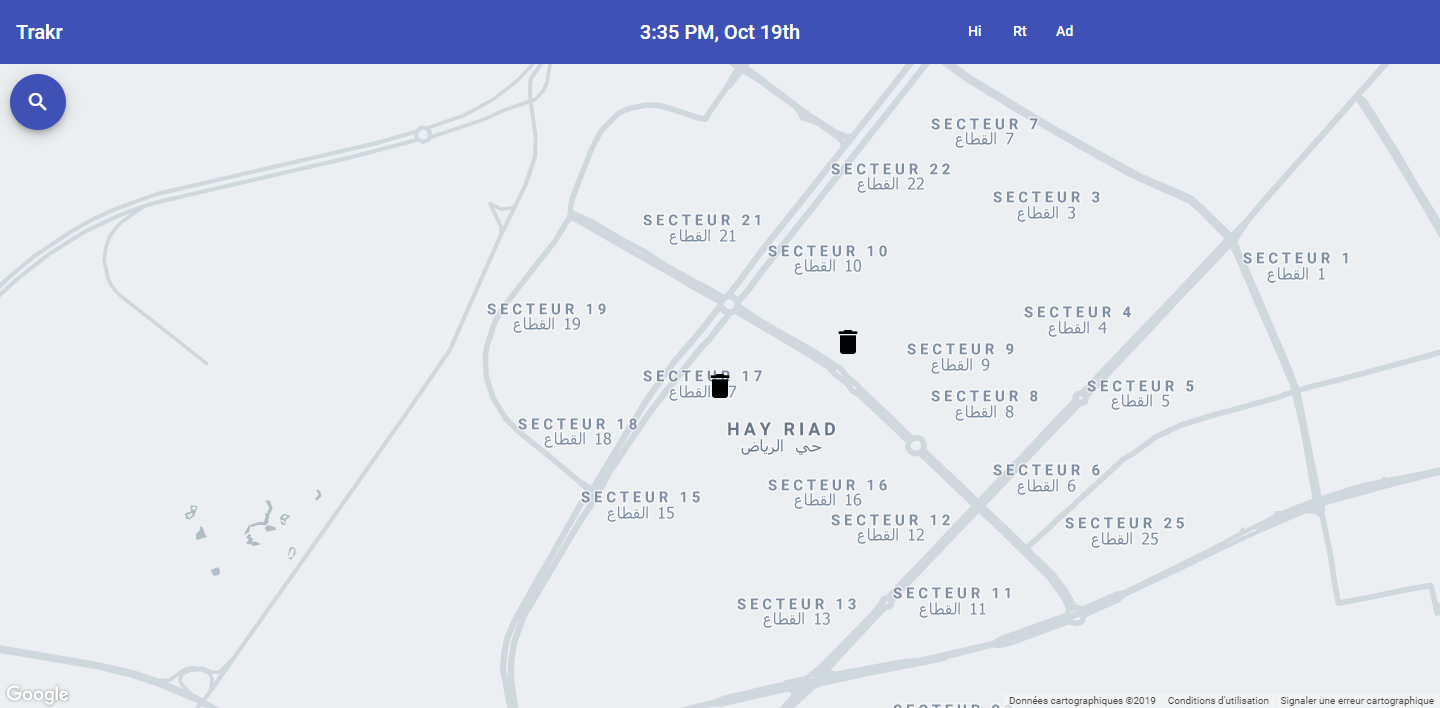 Trakr
3:35 PM, Oct 19th
Hi
Rt
Ad
SECTEUR 7
القطاع 7
SECTEUR 22
القطاع 22
SECTEUR 3
القطاع 3
SECTEUR 21
القطاع 21
SECTEUR 10
القطاع 10
SECTEUR 1
القطاع 1
SECTEUR 19
القطاع 19
SECTEUR 4
القطاع 4
SECTEUR 9
القطاع 9
SECTEUR 17
القطاع
SECTEUR 5
القطاع 5
SECTEUR 8
القطاع 8
SECTEUR 18
القطاع 18
HAY RIAD
حي الرياض
SECTEUR 6
القطاع 6
SECTEUR 16
القطاع 16
SECTEUR 15
القطاع 15
SECTEUR 12
القطاع 12
SECTEUR 25
القطاع 25
SECTEUR 11
القطاع 11
SECTEUR 13
القطاع 13
Google
Données cartographiques ©2019
Conditions d'utilisation
Signaler une erreur cartographique